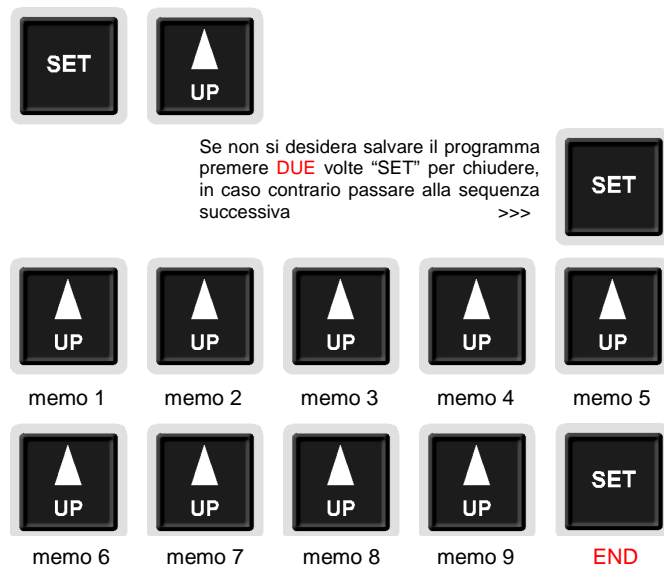 SET
UP
Se non si desidera salvare il programma
premere DUE volte “SET” per chiudere,
in caso contrario passare alla sequenza
successiva >>>
SET
UP UP UP UP UP
memo 1 memo 2 memo 3 memo 4 memo 5
UP UP UP UP SET
memo 6 memo 7 memo 8 memo 9 END